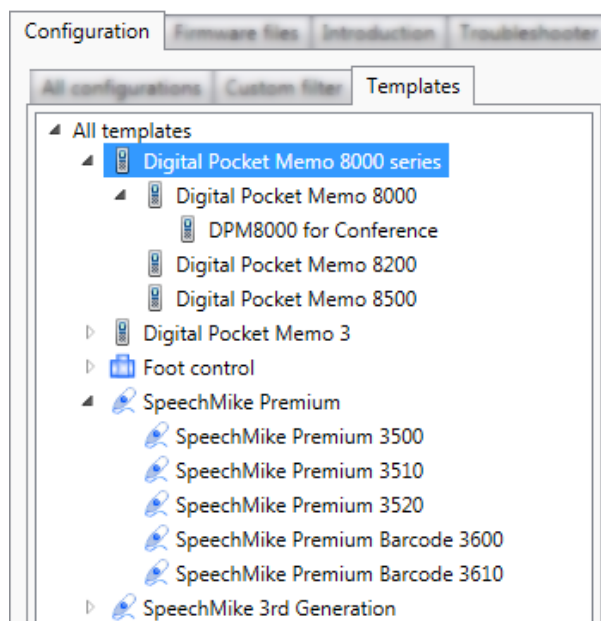 Configuration Firmware files Introduction Troubleshooter
All configurations Custom filter Templates
All templates
Digital Pocket Memo 8000 series
Digital Pocket Memo 8000
DPM8000 for Conference
Digital Pocket Memo 8200
Digital Pocket Memo 8500
Digital Pocket Memo 3
Foot control
SpeechMike Premium
SpeechMike Premium 3500
SpeechMike Premium 3510
SpeechMike Premium 3520
SpeechMike Premium Barcode 3600
SpeechMike Premium Barcode 3610
SpeechMike 3rd Generation